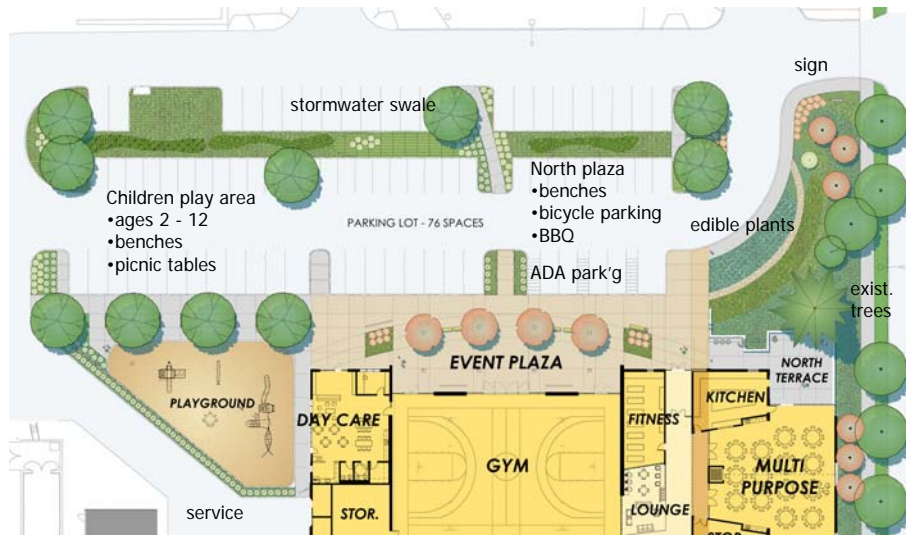 sign
stormwater swale
Children play area
•ages 2 - 12
•benches
•picnic tables
North plaza
•benches
•bicycle parking
•BBQ
PARKING LOT - 76 SPACES
edible plants
ADA park'g
exist.
trees
EVENT PLAZA
NORTH
TERRACE
PLAYGROUND
DAY CARE
FITNESS
KITCHEN
GYM
MULTI
PURPOSE
service
STOR.
LOUNGE
STOR.